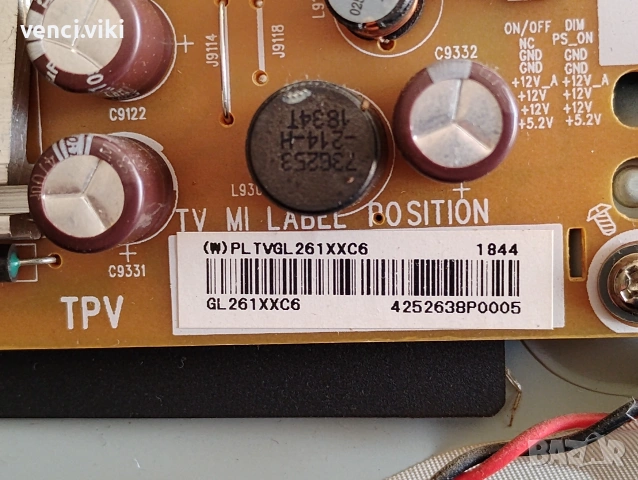 venci.viki
J9114
J9118
C9332
ON/OFF DIM
NC PS_ON
GND GND
GND GND
+12V_A +12V_A
+12V +12V
+12V +12V
+5.2V +5.2V
C9122
736253
-214-H
1834T
TV MI LABEL POSITION
(W)PLTVGL261XXC6 1844
GL261XXC6 4252638P0005
C9331
TPV
BAZAR